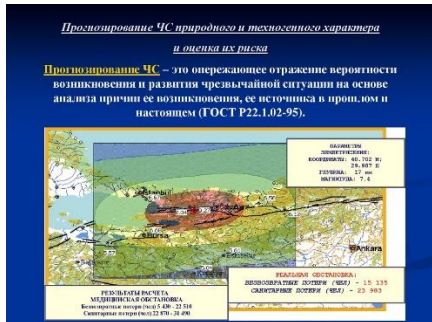 Прогнозирование ЧС природного и техногенного характера
и оценка их риска
Прогнозирование ЧС – это опережающее отражение вероятности
возникновения и развития чрезвычайной ситуации на основе
анализа причин ее возникновения, ее источника в прошлом и
настоящем (ГОСТ Р22.1.02-95).
ПАРАМЕТРЫ
ЗЕМЛЕТРЯСЕНИЯ:
КООРДИНАТЫ: 40.702 N;
29.987 E
ГЛУБИНА: 17 км
МАГНИТУДА: 7.4
Istanbul
Bursa
Ankara
РЕЗУЛЬТАТЫ РАСЧЕТА
МЕДИЦИНСКАЯ ОБСТАНОВКА
Безвозвратные потери (чел) 5 430 - 22 510
Санитарные потери (чел) 22 870 - 31 490
РЕАЛЬНАЯ ОБСТАНОВКА:
БЕЗВОЗВРАТНЫЕ ПОТЕРИ (ЧЕЛ) - 15 135
САНИТАРНЫЕ ПОТЕРИ (ЧЕЛ) - 23 983